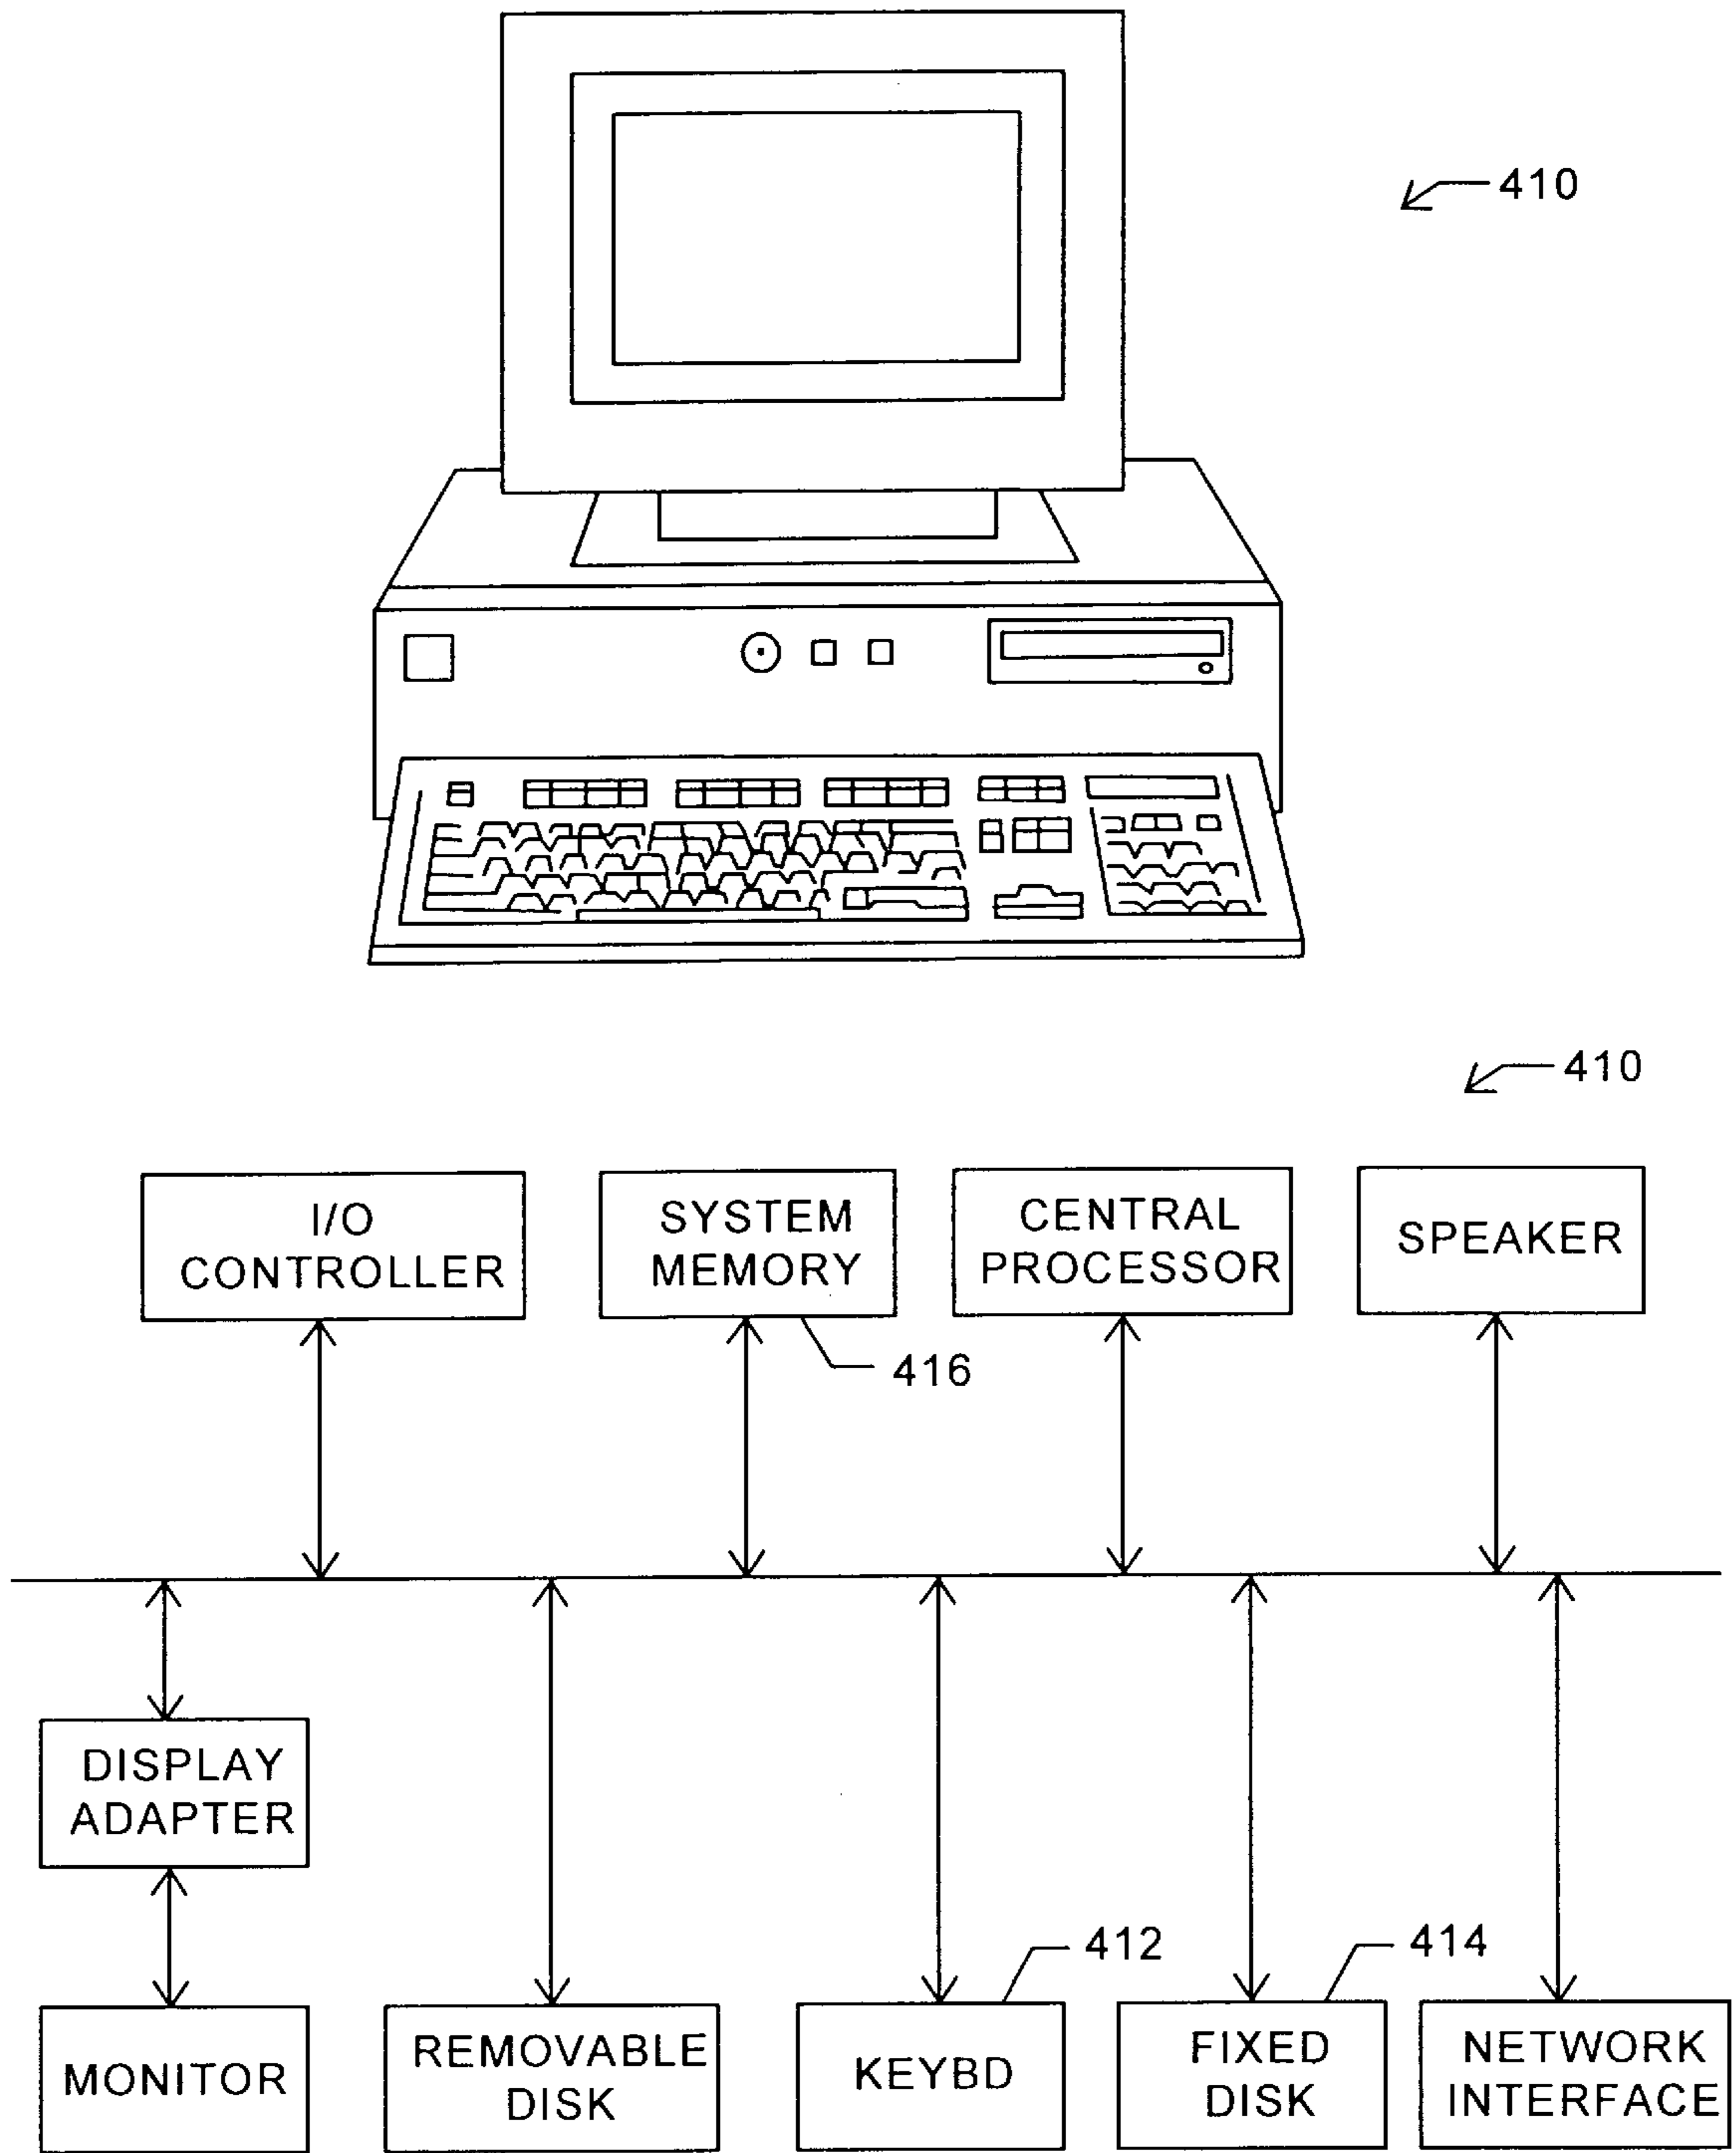 410
410
I/O
CONTROLLER
SYSTEM
MEMORY
CENTRAL
PROCESSOR
SPEAKER
416
DISPLAY
ADAPTER
412
414
MONITOR
REMOVABLE
DISK
KEYBD
FIXED
DISK
NETWORK
INTERFACE